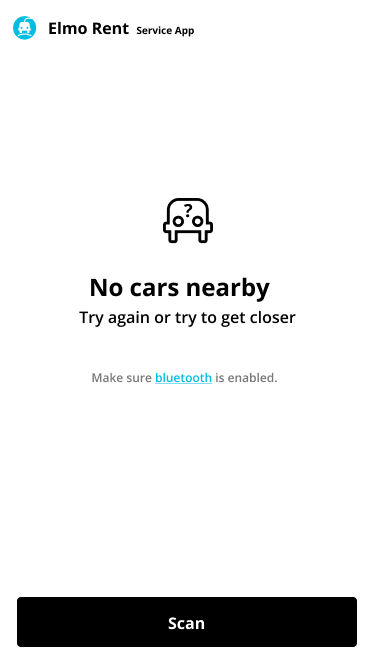 Elmo Rent Service App
?
No cars nearby
Try again or try to get closer
Make sure bluetooth is enabled.
Scan